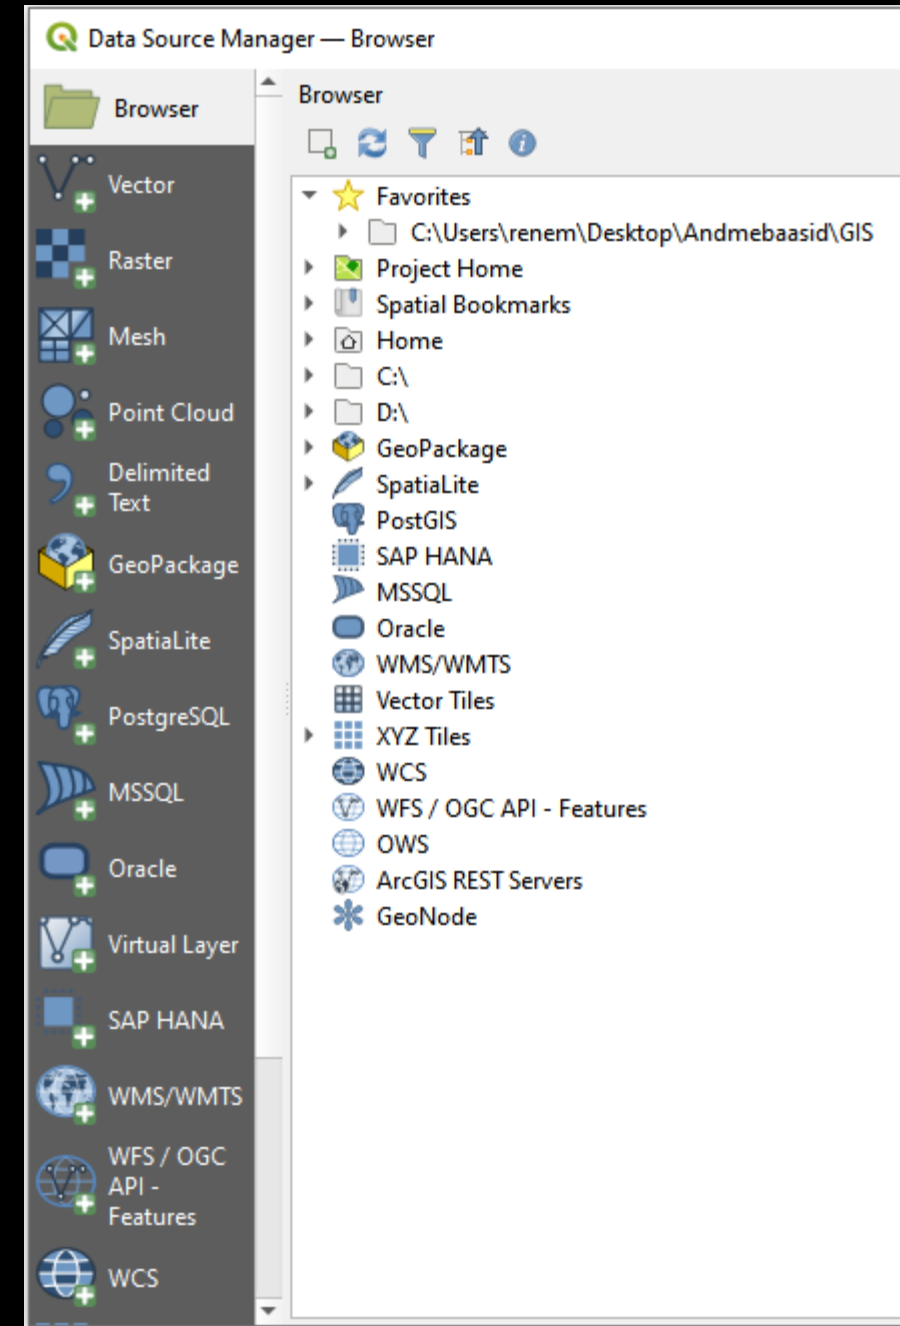 Data Source Manager — Browser
Browser
Vector
Raster
Mesh
Point Cloud
Delimited
Text
GeoPackage
SpatiaLite
PostgreSQL
MSSQL
Oracle
Virtual Layer
SAP HANA
WMS/WMTS
WFS / OGC
API -
Features
WCS
Browser
Favorites
C:\Users\renem\Desktop\Andmebaasid\GIS
Project Home
Spatial Bookmarks
Home
C:\
D:\
GeoPackage
SpatiaLite
PostGIS
SAP HANA
MSSQL
Oracle
WMS/WMTS
Vector Tiles
XYZ Tiles
WCS
WFS / OGC API - Features
OWS
ArcGIS REST Servers
GeoNode